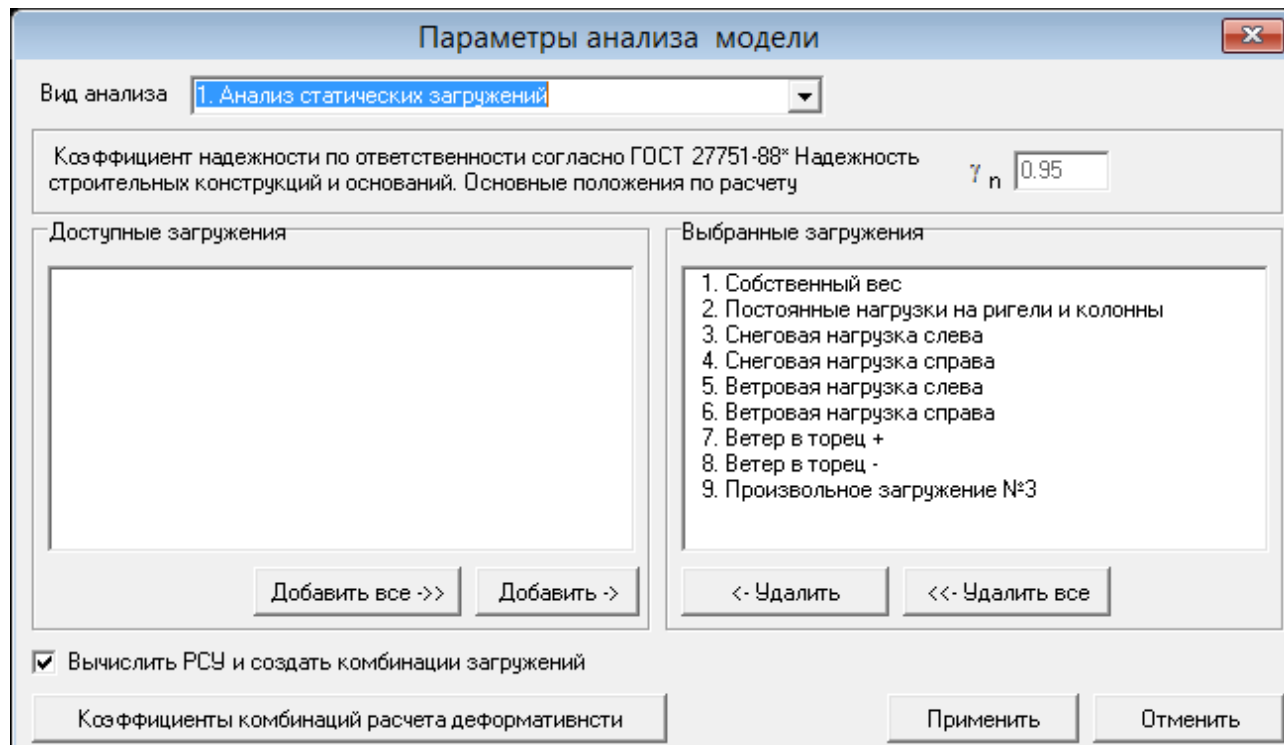 Параметры анализа модели
Вид анализа 1. Анализ статических загружений
Коэффициент надежности по ответственности согласно ГОСТ 27751-88* Надежность
строительных конструкций и оснований. Основные положения по расчету
γ n 0.95
Доступные загружения
Выбранные загружения
1. Собственный вес
2. Постоянные нагрузки на ригели и колонны
3. Снеговая нагрузка слева
4. Снеговая нагрузка справа
5. Ветровая нагрузка слева
6. Ветровая нагрузка справа
7. Ветер в торец +
8. Ветер в торец -
9. Произвольное загружение №3
Добавить все ->> Добавить -> <- Удалить <<- Удалить все
Вычислить РСУ и создать комбинации загружений
Коэффициенты комбинаций расчета деформативнсти Применить Отменить